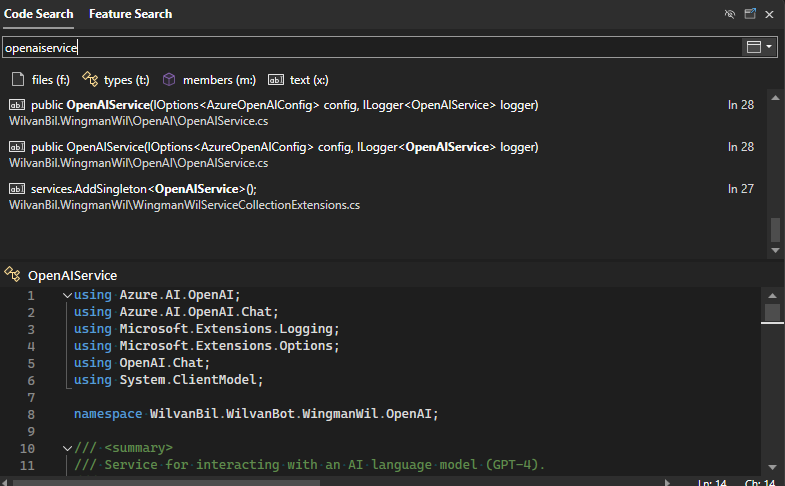 Code Search Feature Search
openaiservice
files (f:) types (t:) members (m:) text (x:)
public OpenAIService(IOptions<AzureOpenAIConfig> config, ILogger<OpenAIService> logger) ln 28
WilvanBil.WingmanWil\OpenAI\OpenAIService.cs
public OpenAIService(IOptions<AzureOpenAIConfig> config, ILogger<OpenAIService> logger) ln 28
WilvanBil.WingmanWil\OpenAI\OpenAIService.cs
services.AddSingleton<OpenAIService>(); ln 27
WilvanBil.WingmanWil\WingmanWilServiceCollectionExtensions.cs
OpenAIService
1 using Azure.AI.OpenAI;
2 using Azure.AI.OpenAI.Chat;
3 using Microsoft.Extensions.Logging;
4 using Microsoft.Extensions.Options;
5 using OpenAI.Chat;
6 using System.ClientModel;
7
8 namespace WilvanBil.WilvanBot.WingmanWil.OpenAI;
9
10 /// <summary>
11 /// Service for interacting with an AI language model (GPT-4).
Ln: 14 Ch: 14